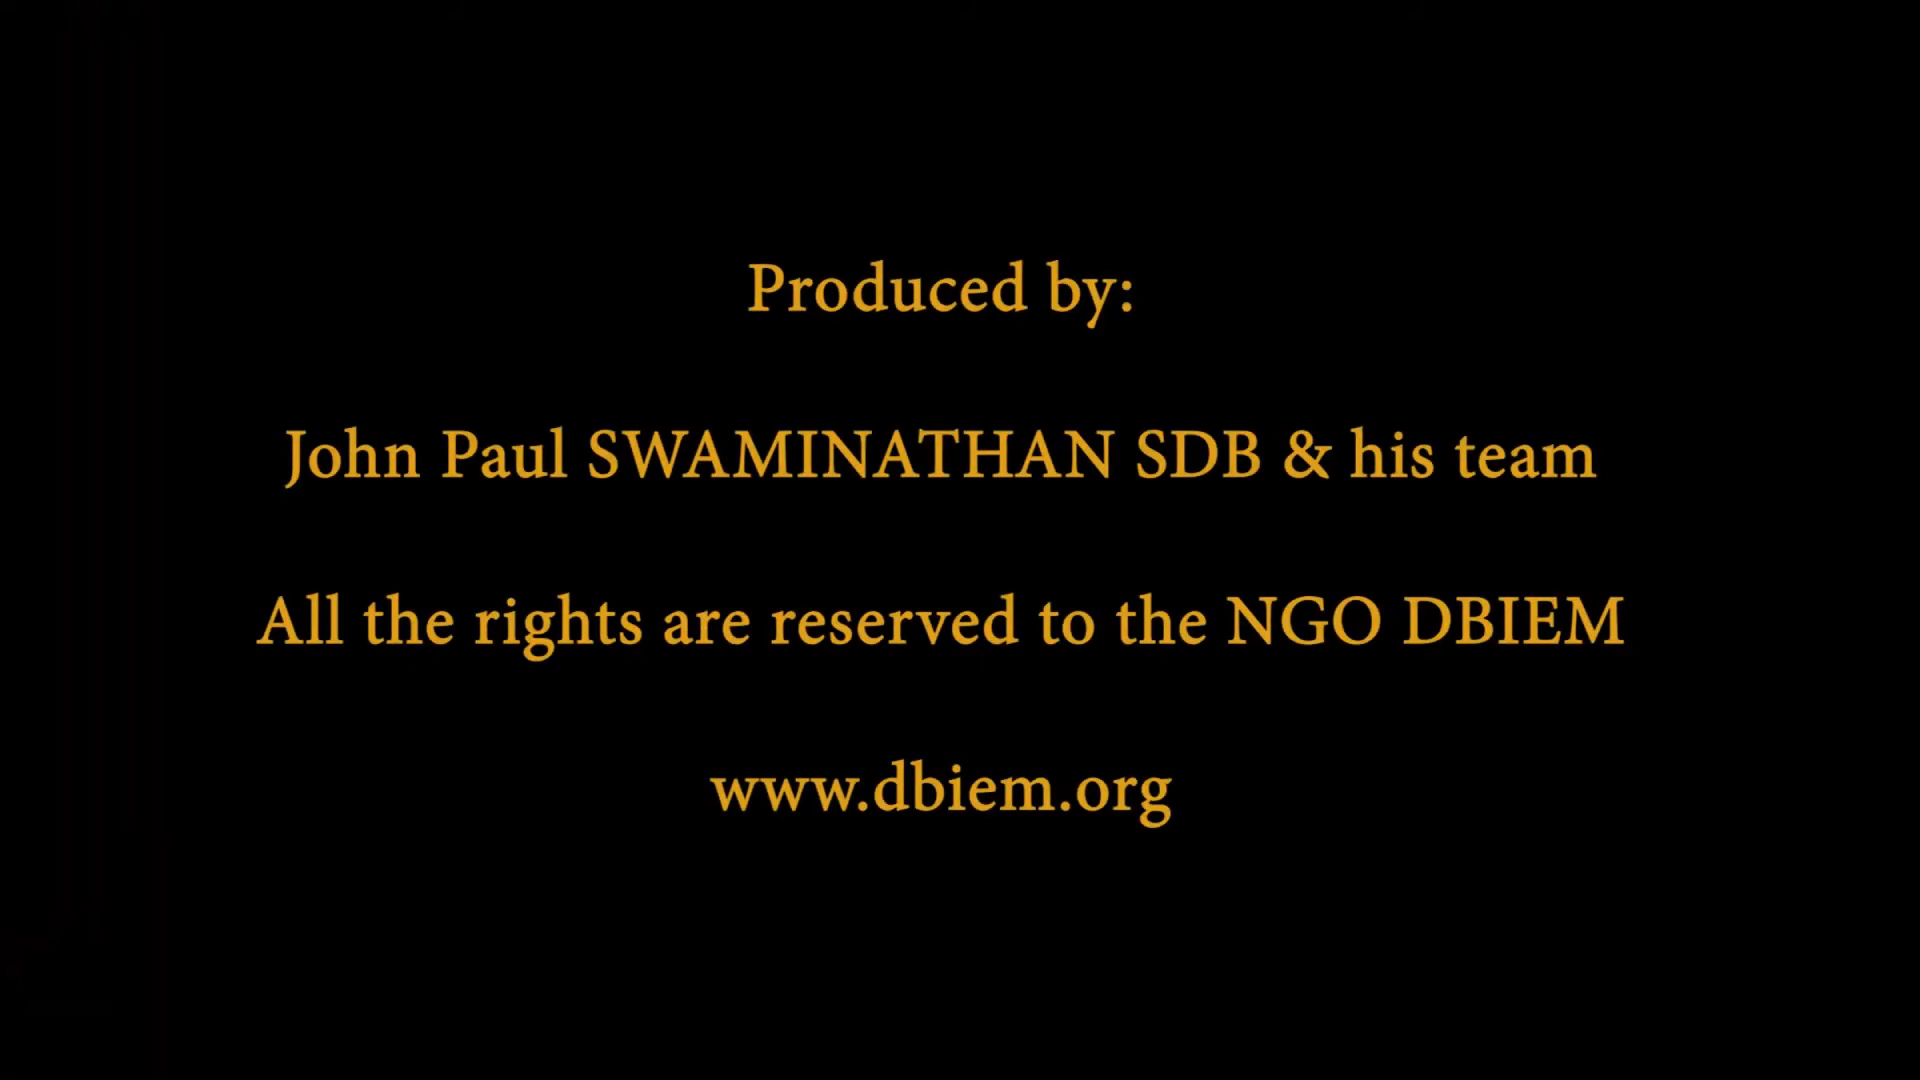 Produced by:
John Paul SWAMINATHAN SDB & his team
All the rights are reserved to the NGO DBIEM
www.dbiem.org